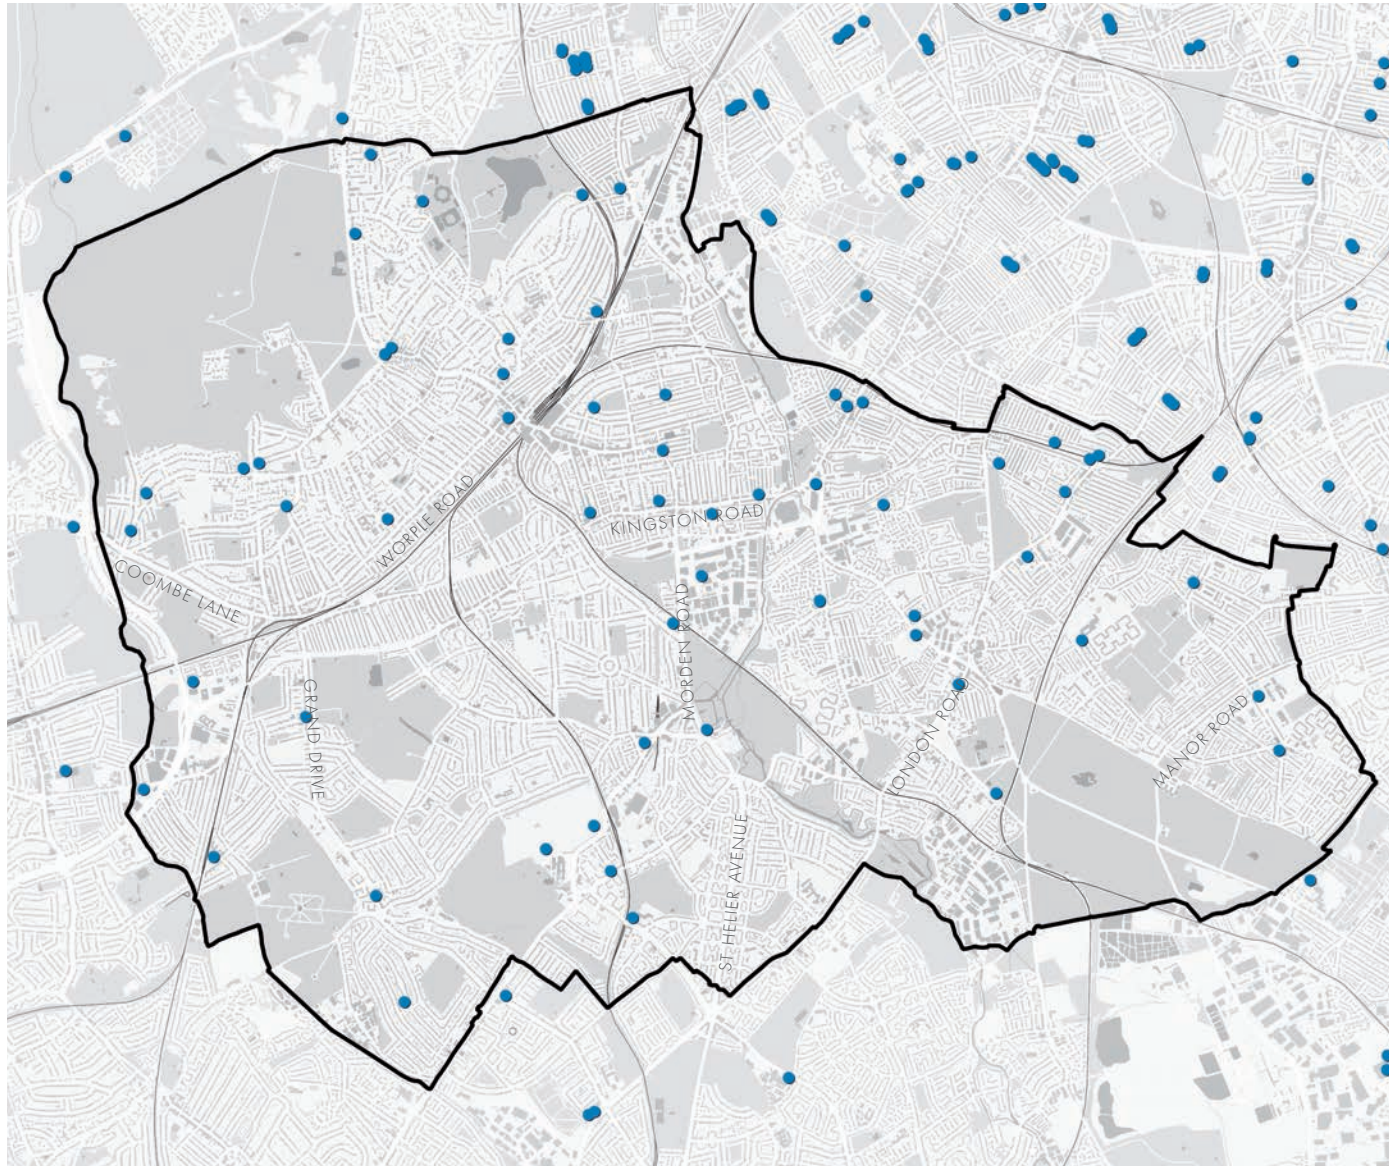 WORPLE ROAD
KINGSTON ROAD
COOMBE LANE
MORDEN ROAD
GRAND DRIVE
LONDON ROAD
MANOR ROAD
ST HELIER AVENUE